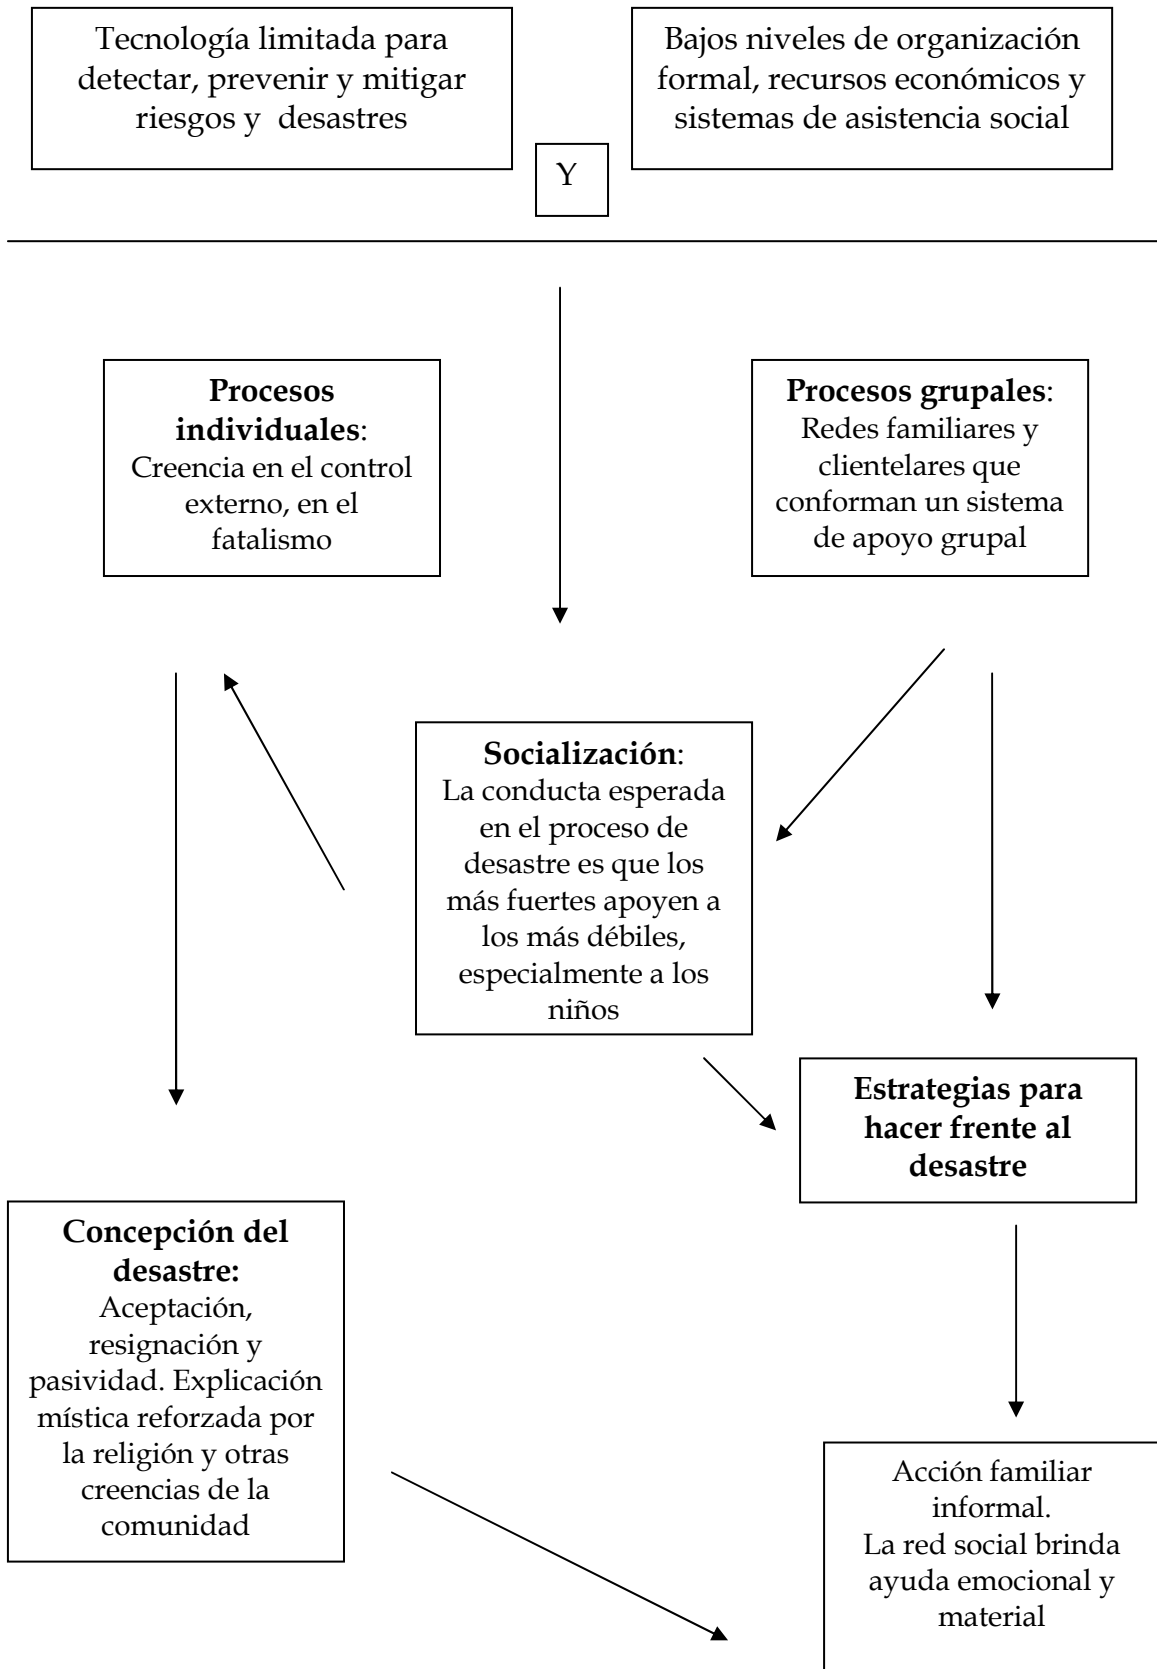 Tecnología limitada para
detectar, prevenir y mitigar
riesgos y desastres
Bajos niveles de organización
formal, recursos económicos y
sistemas de asistencia social
Y
Procesos
individuales:
Creencia en el control
externo, en el
fatalismo
Procesos grupales:
Redes familiares y
clientelares que
conforman un sistema
de apoyo grupal
Socialización:
La conducta esperada
en el proceso de
desastre es que los
más fuertes apoyen a
los más débiles,
especialmente a los
niños
Estrategias para
hacer frente al
desastre
Concepción del
desastre:
Aceptación,
resignación y
pasividad. Explicación
mística reforzada por
la religión y otras
creencias de la
comunidad
Acción familiar
informal.
La red social brinda
ayuda emocional y
material